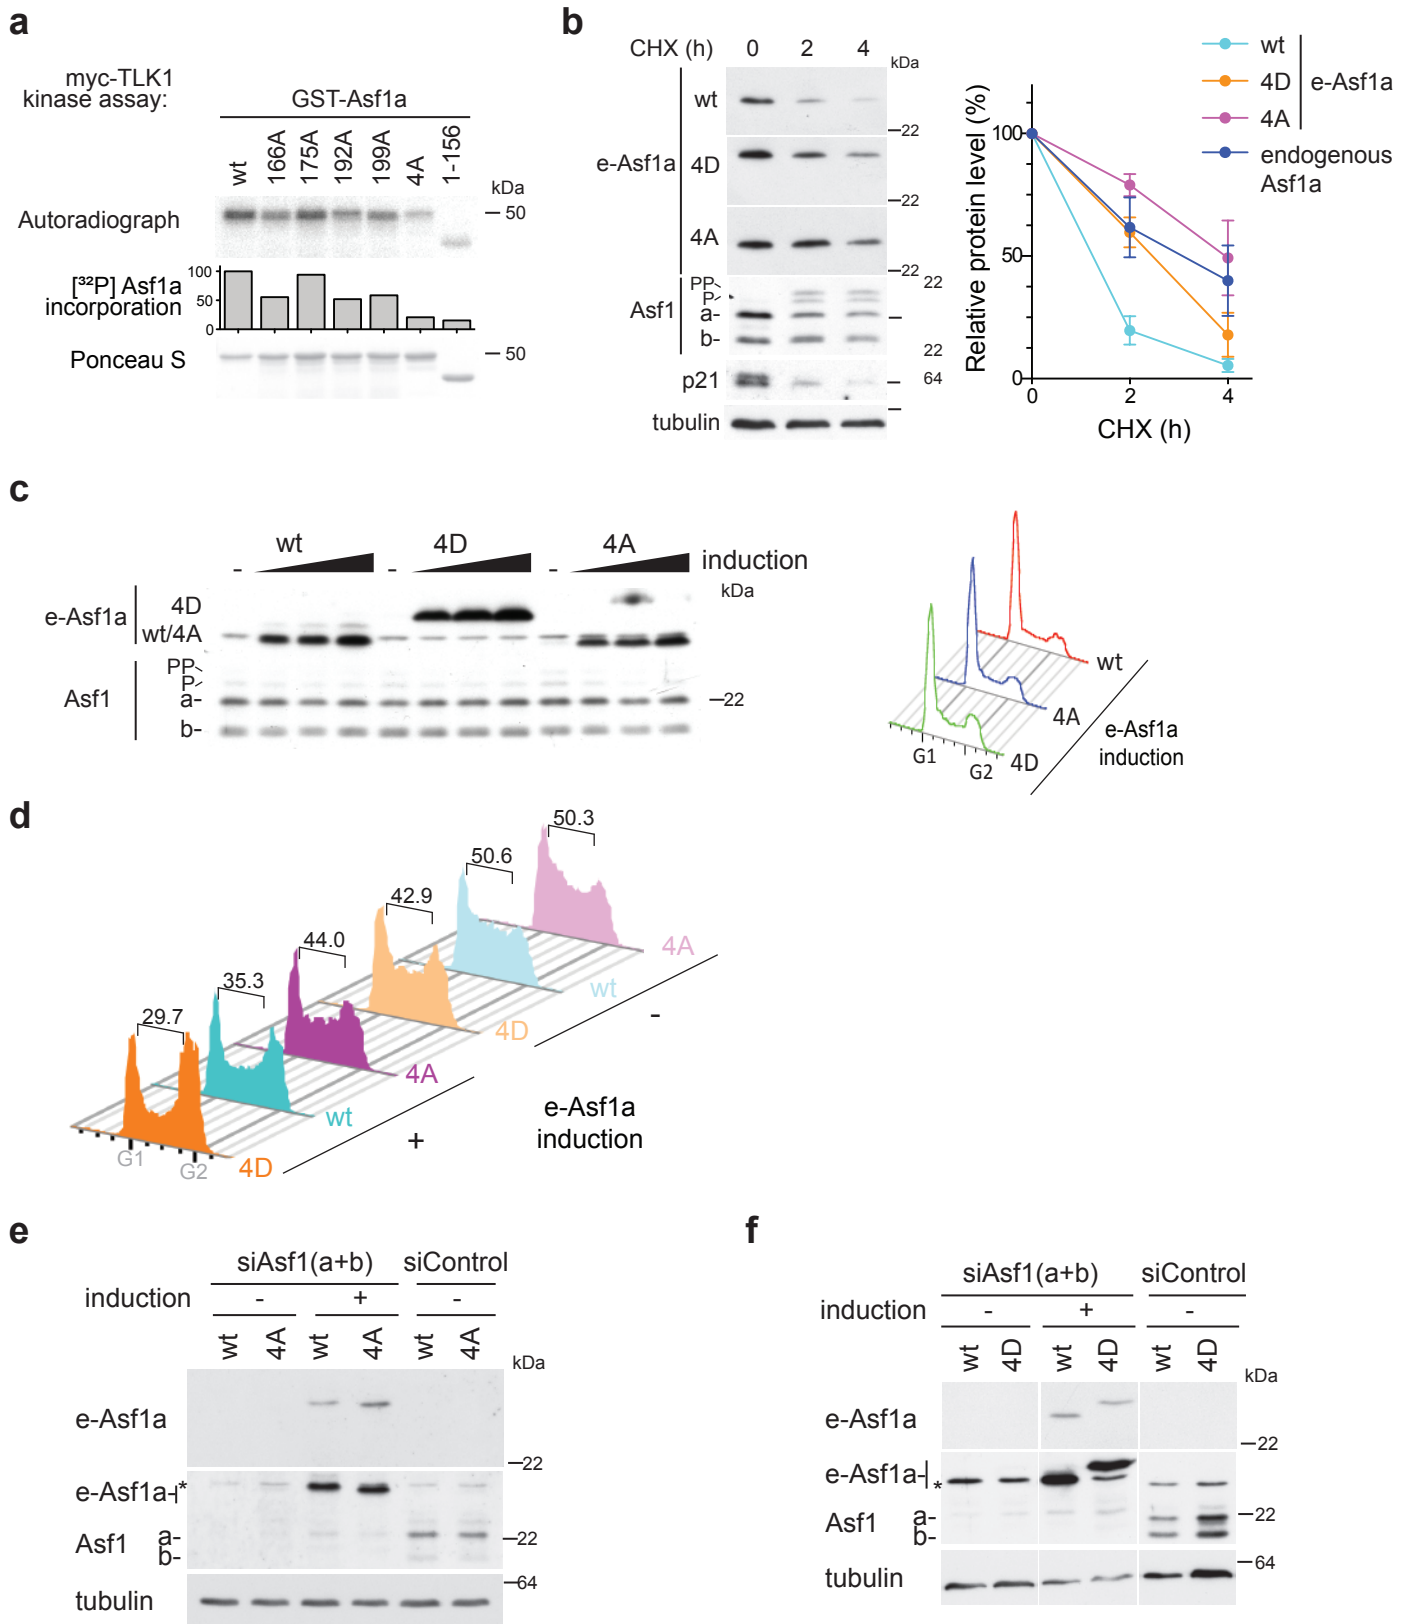 a
myc-TLK1
kinase assay:
GST-Asf1a
wt 166A 175A 192A 199A 4A 1-156
kDa
Autoradiograph
50
[³²P] Asf1a
incorporation
100
50
0
Ponceau S
50
b
CHX (h) 0 2 4
kDa
e-Asf1a
wt
22
4D
22
4A
22
Asf1
PP
P
a-
b-
22
22
p21
64
tubulin
Relative protein level (%)
100
50
0
0 2 4
CHX (h)
wt
4D
4A
e-Asf1a
endogenous
Asf1a
c
wt 4D 4A
- - - induction
kDa
e-Asf1a
4D
wt/4A
Asf1
PP
P
a-
b-
22
wt
4A
4D
G1
G2
e-Asf1a
induction
d
50.3
50.6
42.9
44.0
35.3
29.7
4A
wt
4D
4A
wt
4D
-
+
G1
G2
e-Asf1a
induction
e
siAsf1(a+b) siControl
induction - + -
wt 4A wt 4A wt 4A
kDa
e-Asf1a
22
e-Asf1a *
Asf1
a-
b-
22
64
tubulin
f
siAsf1(a+b) siControl
induction - + -
wt 4D wt 4D wt 4D
kDa
e-Asf1a
22
e-Asf1a
*
Asf1
a-
b-
22
64
tubulin